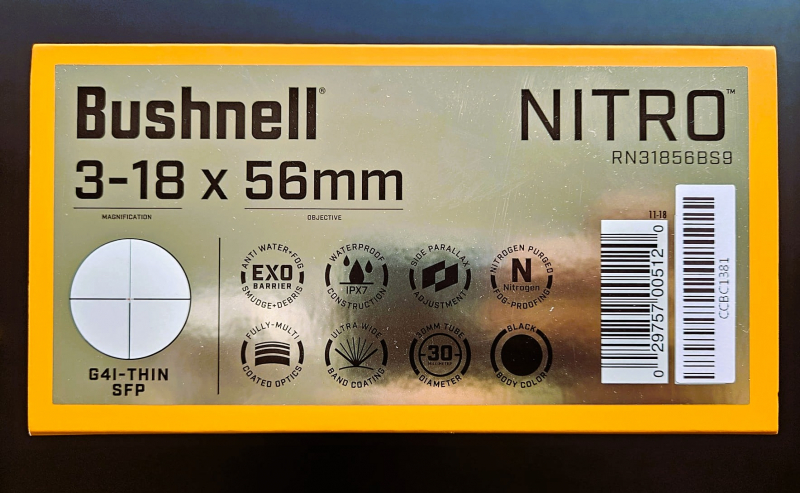 Bushnell®
NITRO™
RN31856BS9
3-18 x 56mm
MAGNIFICATION
OBJECTIVE
11-18
G4I-THIN
SFP
ANTI WATER+FOG
EXO
BARRIER
SMUDGE+DEBRIS
WATERPROOF
IPX7
CONSTRUCTION
SIDE PARALLAX
ADJUSTMENT
NITROGEN PURGED
N
Nitrogen
FOG-PROOFING
FULLY-MULTI
COATED OPTICS
ULTRA WIDE
BAND COATING
30MM TUBE
30
MILLIMETER
DIAMETER
BLACK
BODY COLOR
0 29757 00512 0
CCBC1381